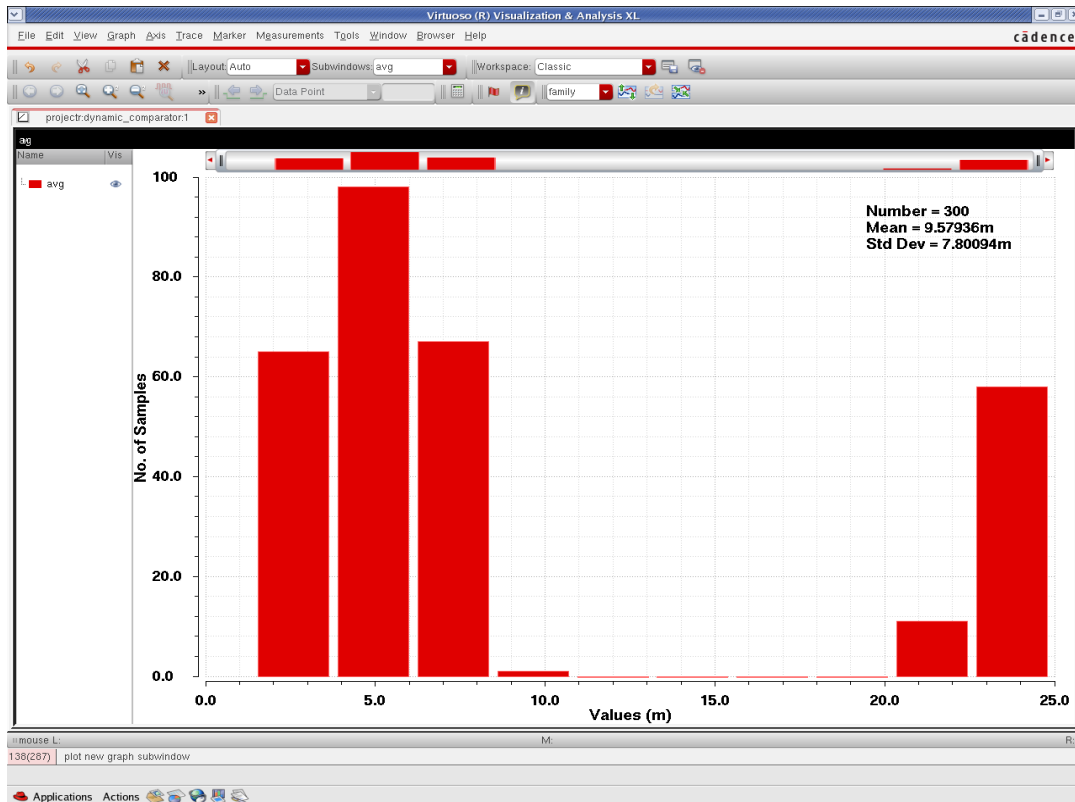 Virtuoso (R) Visualization & Analysis XL
File Edit View Graph Axis Trace Marker Measurements Tools Window Browser Help
cādence
Layout: Auto Subwindows: avg Workspace: Classic
» Data Point family
projectr:dynamic_comparator:1
avg
Name Vis
avg
100
80.0
60.0
40.0
20.0
0.0
No. of Samples
Number = 300
Mean = 9.57936m
Std Dev = 7.80094m
0.0 5.0 10.0 15.0 20.0 25.0
Values (m)
mouse L: M: R:
138(287) plot new graph subwindow
Applications Actions